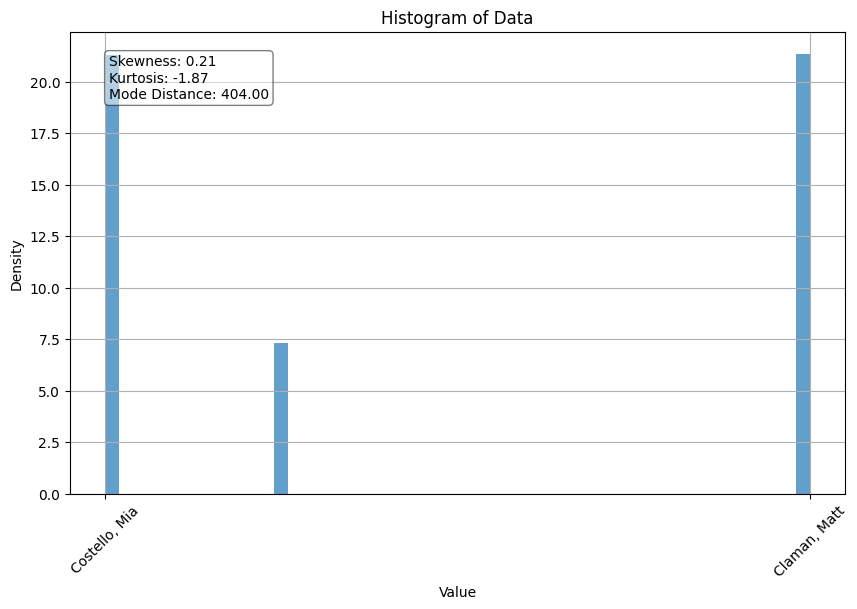 Histogram of Data
Skewness: 0.21
Kurtosis: -1.87
Mode Distance: 404.00
20.0
17.5
15.0
12.5
10.0
7.5
5.0
2.5
0.0
Density
Costello, Mia
Claman, Matt
Value